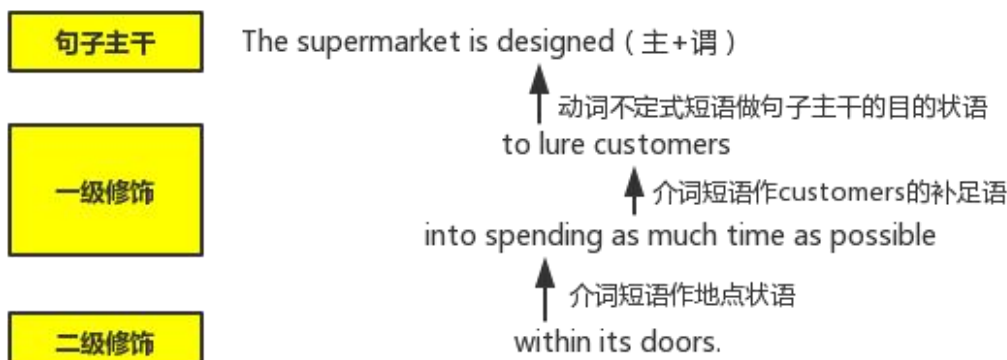 句子主干 The supermarket is designed（主+谓）
动词不定式短语做句子主干的目的状语
to lure customers
一级修饰 介词短语作customers的补足语
into spending as much time as possible
介词短语作地点状语
二级修饰 within its doors.